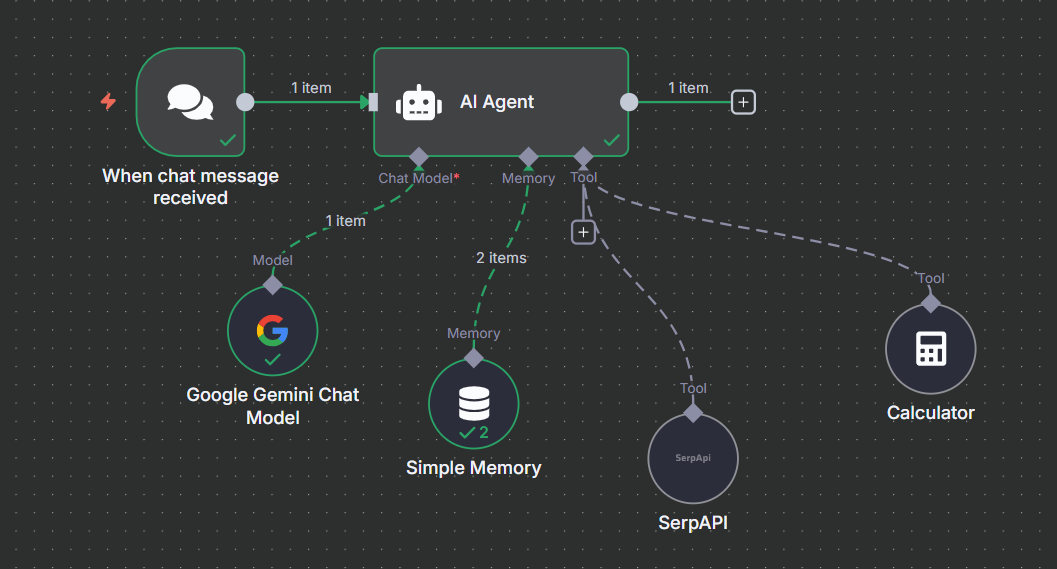 1 item
AI Agent
1 item
When chat message
received
Chat Model*
Memory
Tool
1 item
2 items
Model
Tool
Memory
Google Gemini Chat
Model
2
Simple Memory
Tool
SerpApi
SerpAPI
Calculator